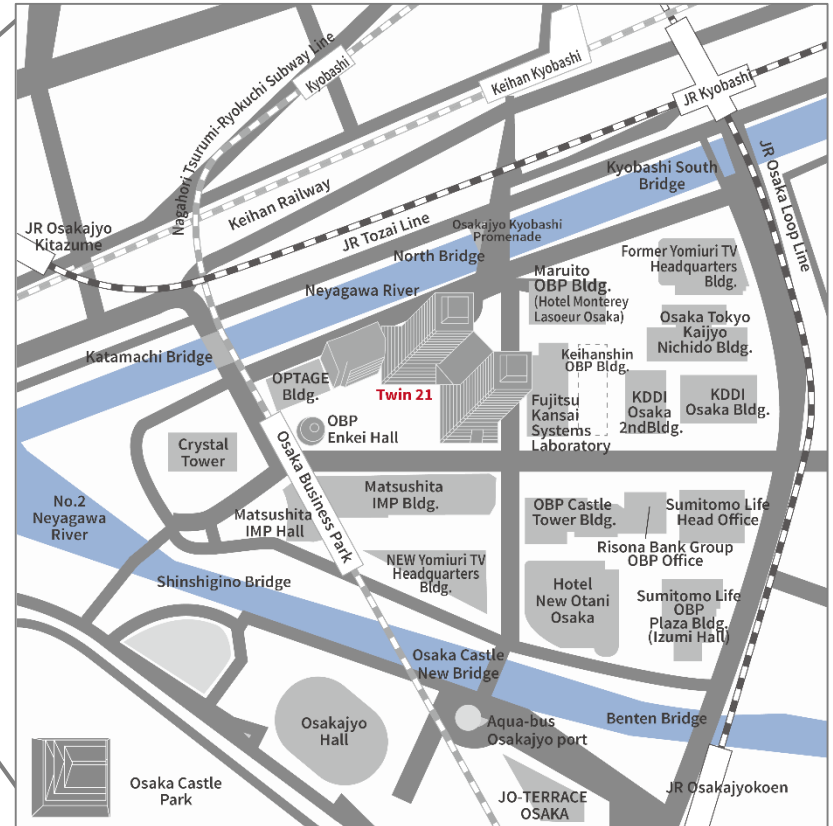 Nagahori Tsurumi-Ryokuchi Subway Line
Kyobashi
Keihan Kyobashi
JR Kyobashi
JR Osaka Loop Line
Kyobashi South
Bridge
Keihan Railway
JR Osakajyo
Kitazume
JR Tozai Line
Osakajyo Kyobashi
Promenade
North Bridge
Neyagawa River
Maruito
OBP Bldg.
(Hotel Monterey
Lasoeur Osaka)
Former Yomiuri TV
Headquarters
Bldg.
Osaka Tokyo
Kaijyo
Nichido Bldg.
Katamachi Bridge
OPTAGE
Bldg.
Twin 21
Keihanshin
OBP Bldg.
Fujitsu
Kansai
Systems
Laboratory
KDDI
Osaka
2ndBldg.
KDDI
Osaka Bldg.
OBP
Enkei Hall
Crystal
Tower
Osaka Business Park
No.2
Neyagawa
River
Matsushita
IMP Hall
Matsushita
IMP Bldg.
OBP Castle
Tower Bldg.
Sumitomo Life
Head Office
Risona Bank Group
OBP Office
Shinshigino Bridge
NEW Yomiuri TV
Headquarters
Bldg.
Hotel
New Otani
Osaka
Sumitomo Life
OBP
Plaza Bldg.
(Izumi Hall)
Osaka Castle
New Bridge
Osakajyo
Hall
Aqua-bus
Osakajyo port
Benten Bridge
Osaka Castle
Park
JO-TERRACE
OSAKA
JR Osakajyokoen